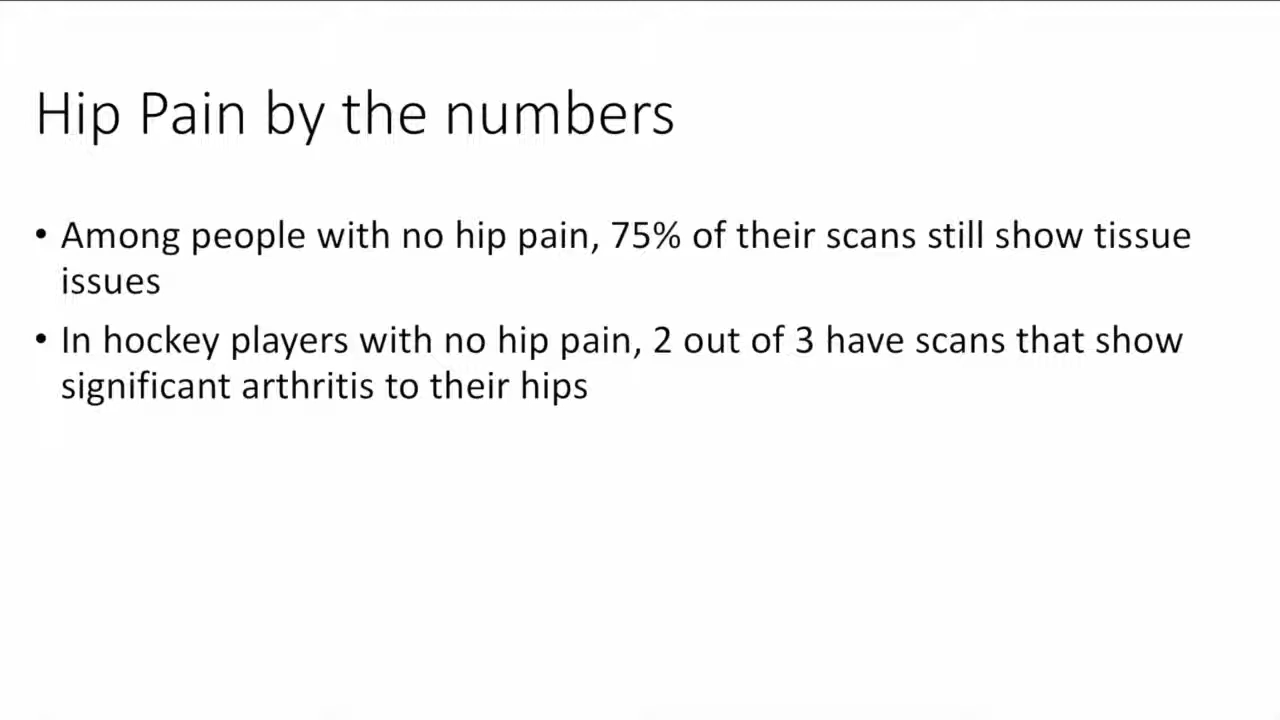 Hip Pain by the numbers
• Among people with no hip pain, 75% of their scans still show tissue
issues
• In hockey players with no hip pain, 2 out of 3 have scans that show
significant arthritis to their hips